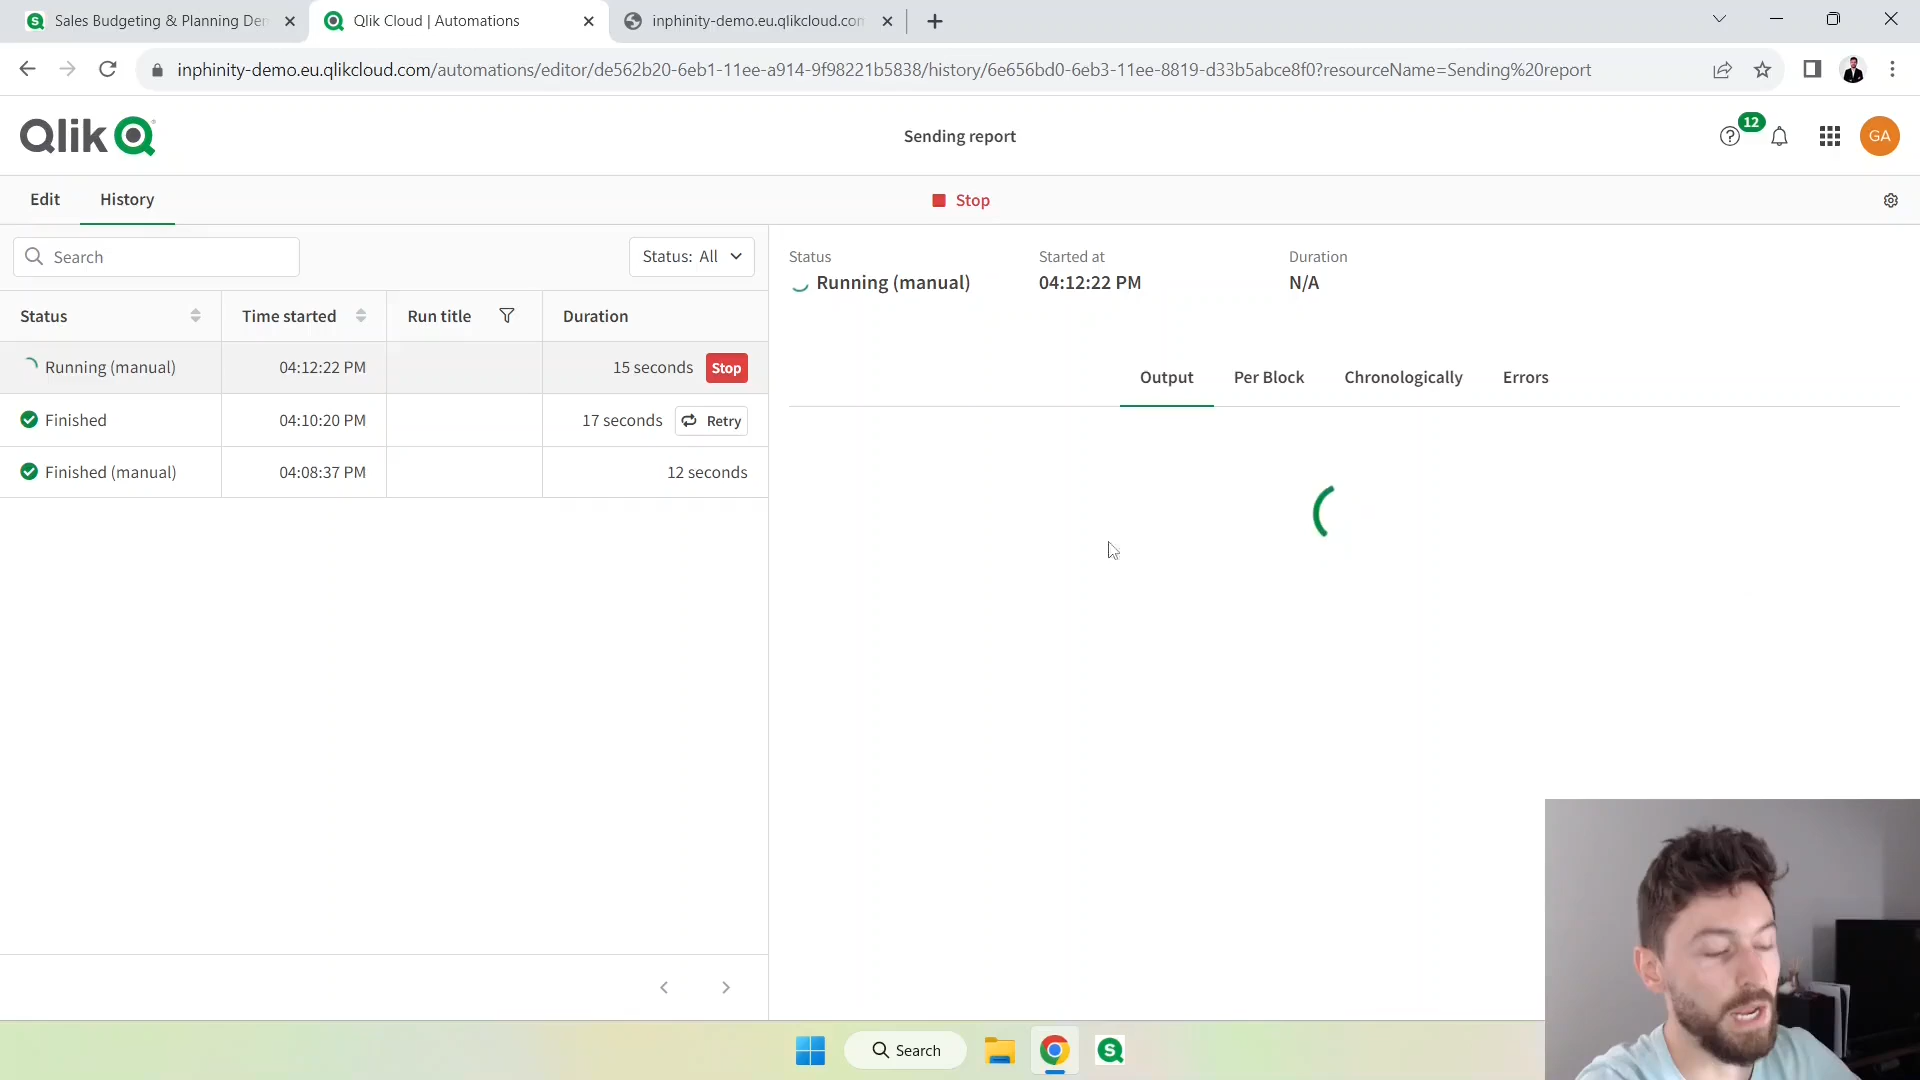 Sales Budgeting & Planning Der
Qlik Cloud | Automations
inphinity-demo.eu.qlikcloud.com
inphinity-demo.eu.qlikcloud.com/automations/editor/de562b20-6eb1-11ee-a914-9f98221b5838/history/6e656bd0-6eb3-11ee-8819-d33b5abce8f0?resourceName=Sending%20report
Qlik
Sending report
12
GA
Edit
History
Stop
Search
Status: All
Status
Started at
Duration
Running (manual)
04:12:22 PM
N/A
Status
Time started
Run title
Duration
Running (manual)
04:12:22 PM
15 seconds
Stop
Finished
04:10:20 PM
17 seconds
Retry
Finished (manual)
04:08:37 PM
12 seconds
Output
Per Block
Chronologically
Errors
Search